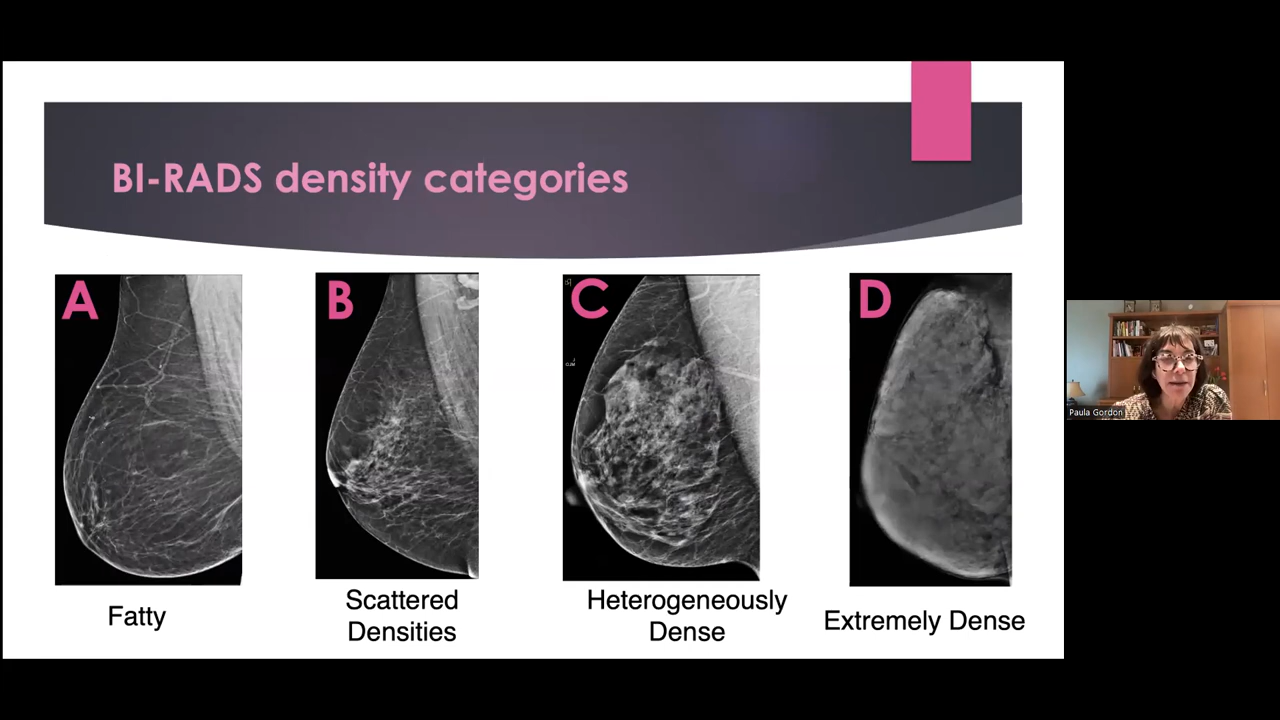 BI-RADS density categories
A
B
C
D
Fatty
Scattered
Densities
Heterogeneously
Dense
Extremely Dense
Paula Gordon